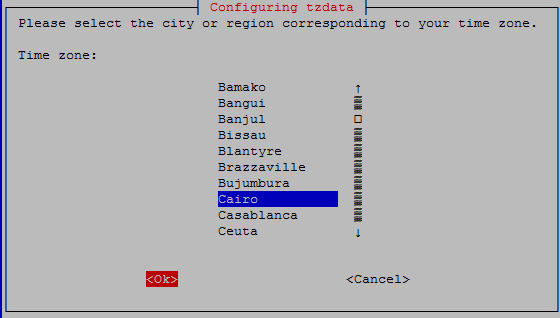 Configuring tzdata
Please select the city or region corresponding to your time zone.
Time zone:
Bamako
Bangui
Banjul
Bissau
Blantyre
Brazzaville
Bujumbura
Cairo
Casablanca
Ceuta
<Ok> <Cancel>